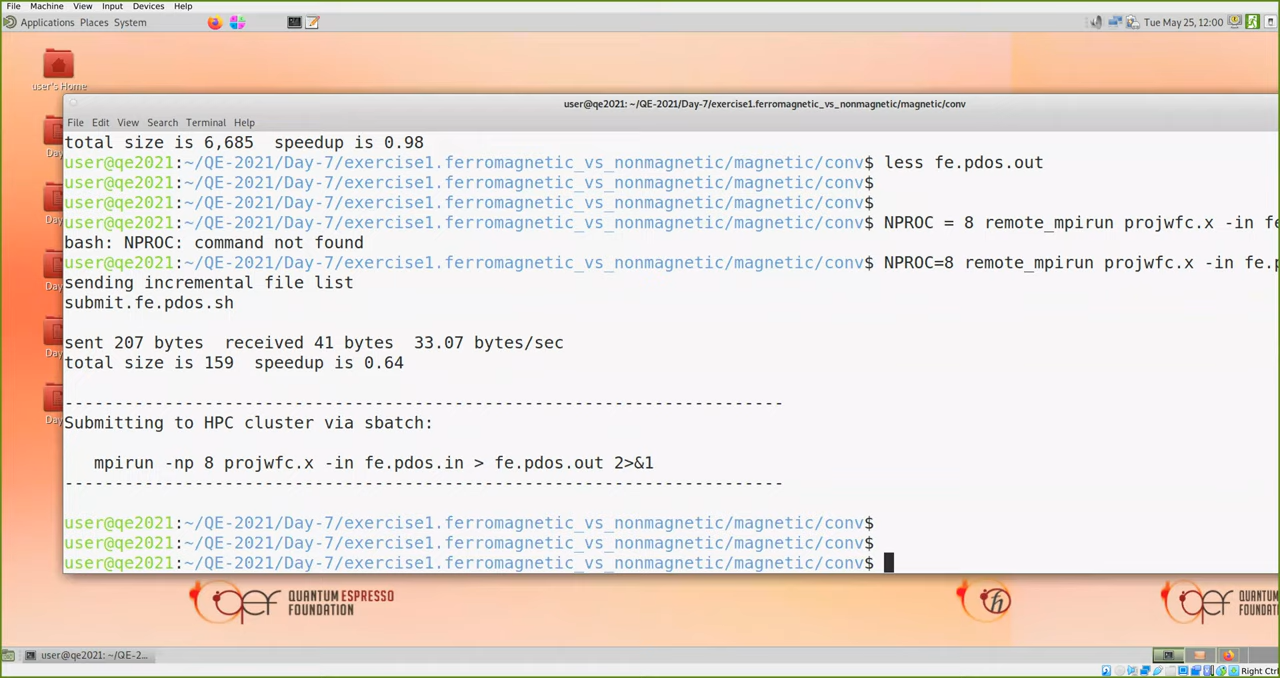 File Machine View Input Devices Help
Applications Places System
Tue May 25, 12:00
user's Home
user@qe2021: ~/QE-2021/Day-7/exercise1.ferromagnetic_vs_nonmagnetic/magnetic/conv
File Edit View Search Terminal Help
total size is 6,685  speedup is 0.98
user@qe2021:~/QE-2021/Day-7/exercise1.ferromagnetic_vs_nonmagnetic/magnetic/conv$ less fe.pdos.out
user@qe2021:~/QE-2021/Day-7/exercise1.ferromagnetic_vs_nonmagnetic/magnetic/conv$
user@qe2021:~/QE-2021/Day-7/exercise1.ferromagnetic_vs_nonmagnetic/magnetic/conv$
user@qe2021:~/QE-2021/Day-7/exercise1.ferromagnetic_vs_nonmagnetic/magnetic/conv$ NPROC = 8 remote_mpirun projwfc.x -in fe
bash: NPROC: command not found
user@qe2021:~/QE-2021/Day-7/exercise1.ferromagnetic_vs_nonmagnetic/magnetic/conv$ NPROC=8 remote_mpirun projwfc.x -in fe.p
sending incremental file list
submit.fe.pdos.sh
sent 207 bytes  received 41 bytes  33.07 bytes/sec
total size is 159  speedup is 0.64
------------------------------------------------------------------------
Submitting to HPC cluster via sbatch:
mpirun -np 8 projwfc.x -in fe.pdos.in > fe.pdos.out 2>&1
------------------------------------------------------------------------
user@qe2021:~/QE-2021/Day-7/exercise1.ferromagnetic_vs_nonmagnetic/magnetic/conv$
user@qe2021:~/QE-2021/Day-7/exercise1.ferromagnetic_vs_nonmagnetic/magnetic/conv$
user@qe2021:~/QE-2021/Day-7/exercise1.ferromagnetic_vs_nonmagnetic/magnetic/conv$
Day
Day
Day
Day
Day
qef QUANTUM ESPRESSO
FOUNDATION
ℏ
qef QUANTUM
FOUNDAT
user@qe2021: ~/QE-2...
Right Ctrl